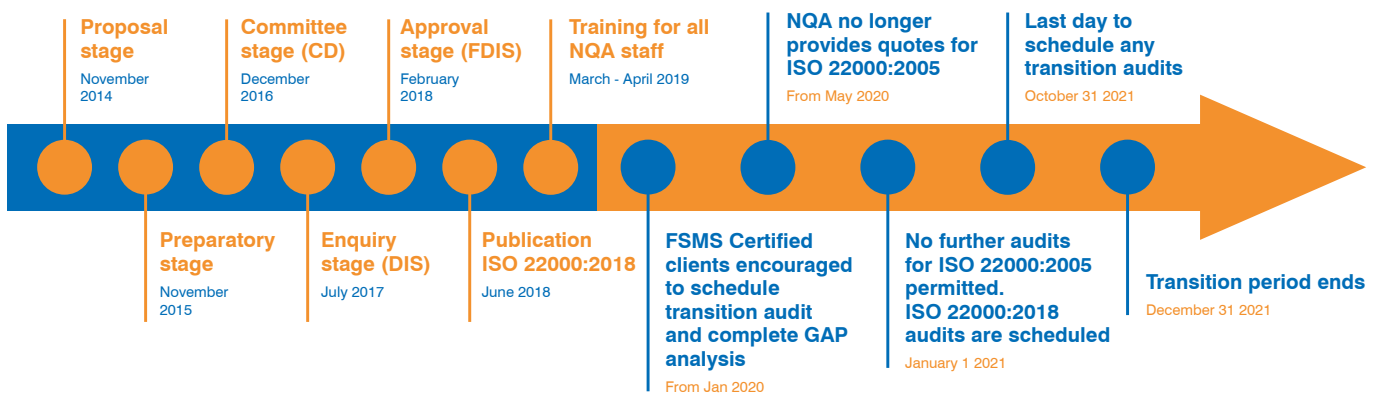 Proposal
stage
November
2014
Preparatory
stage
November
2015
Committee
stage (CD)
December
2016
Enquiry
stage (DIS)
July 2017
Approval
stage (FDIS)
February
2018
Publication
ISO 22000:2018
June 2018
Training for all
NQA staff
March - April 2019
FSMS Certified
clients encouraged
to schedule
transition audit
and complete GAP
analysis
From Jan 2020
NQA no longer
provides quotes for
ISO 22000:2005
From May 2020
No further audits
for ISO 22000:2005
permitted.
ISO 22000:2018
audits are scheduled
January 1 2021
Last day to
schedule any
transition audits
October 31 2021
Transition period ends
December 31 2021